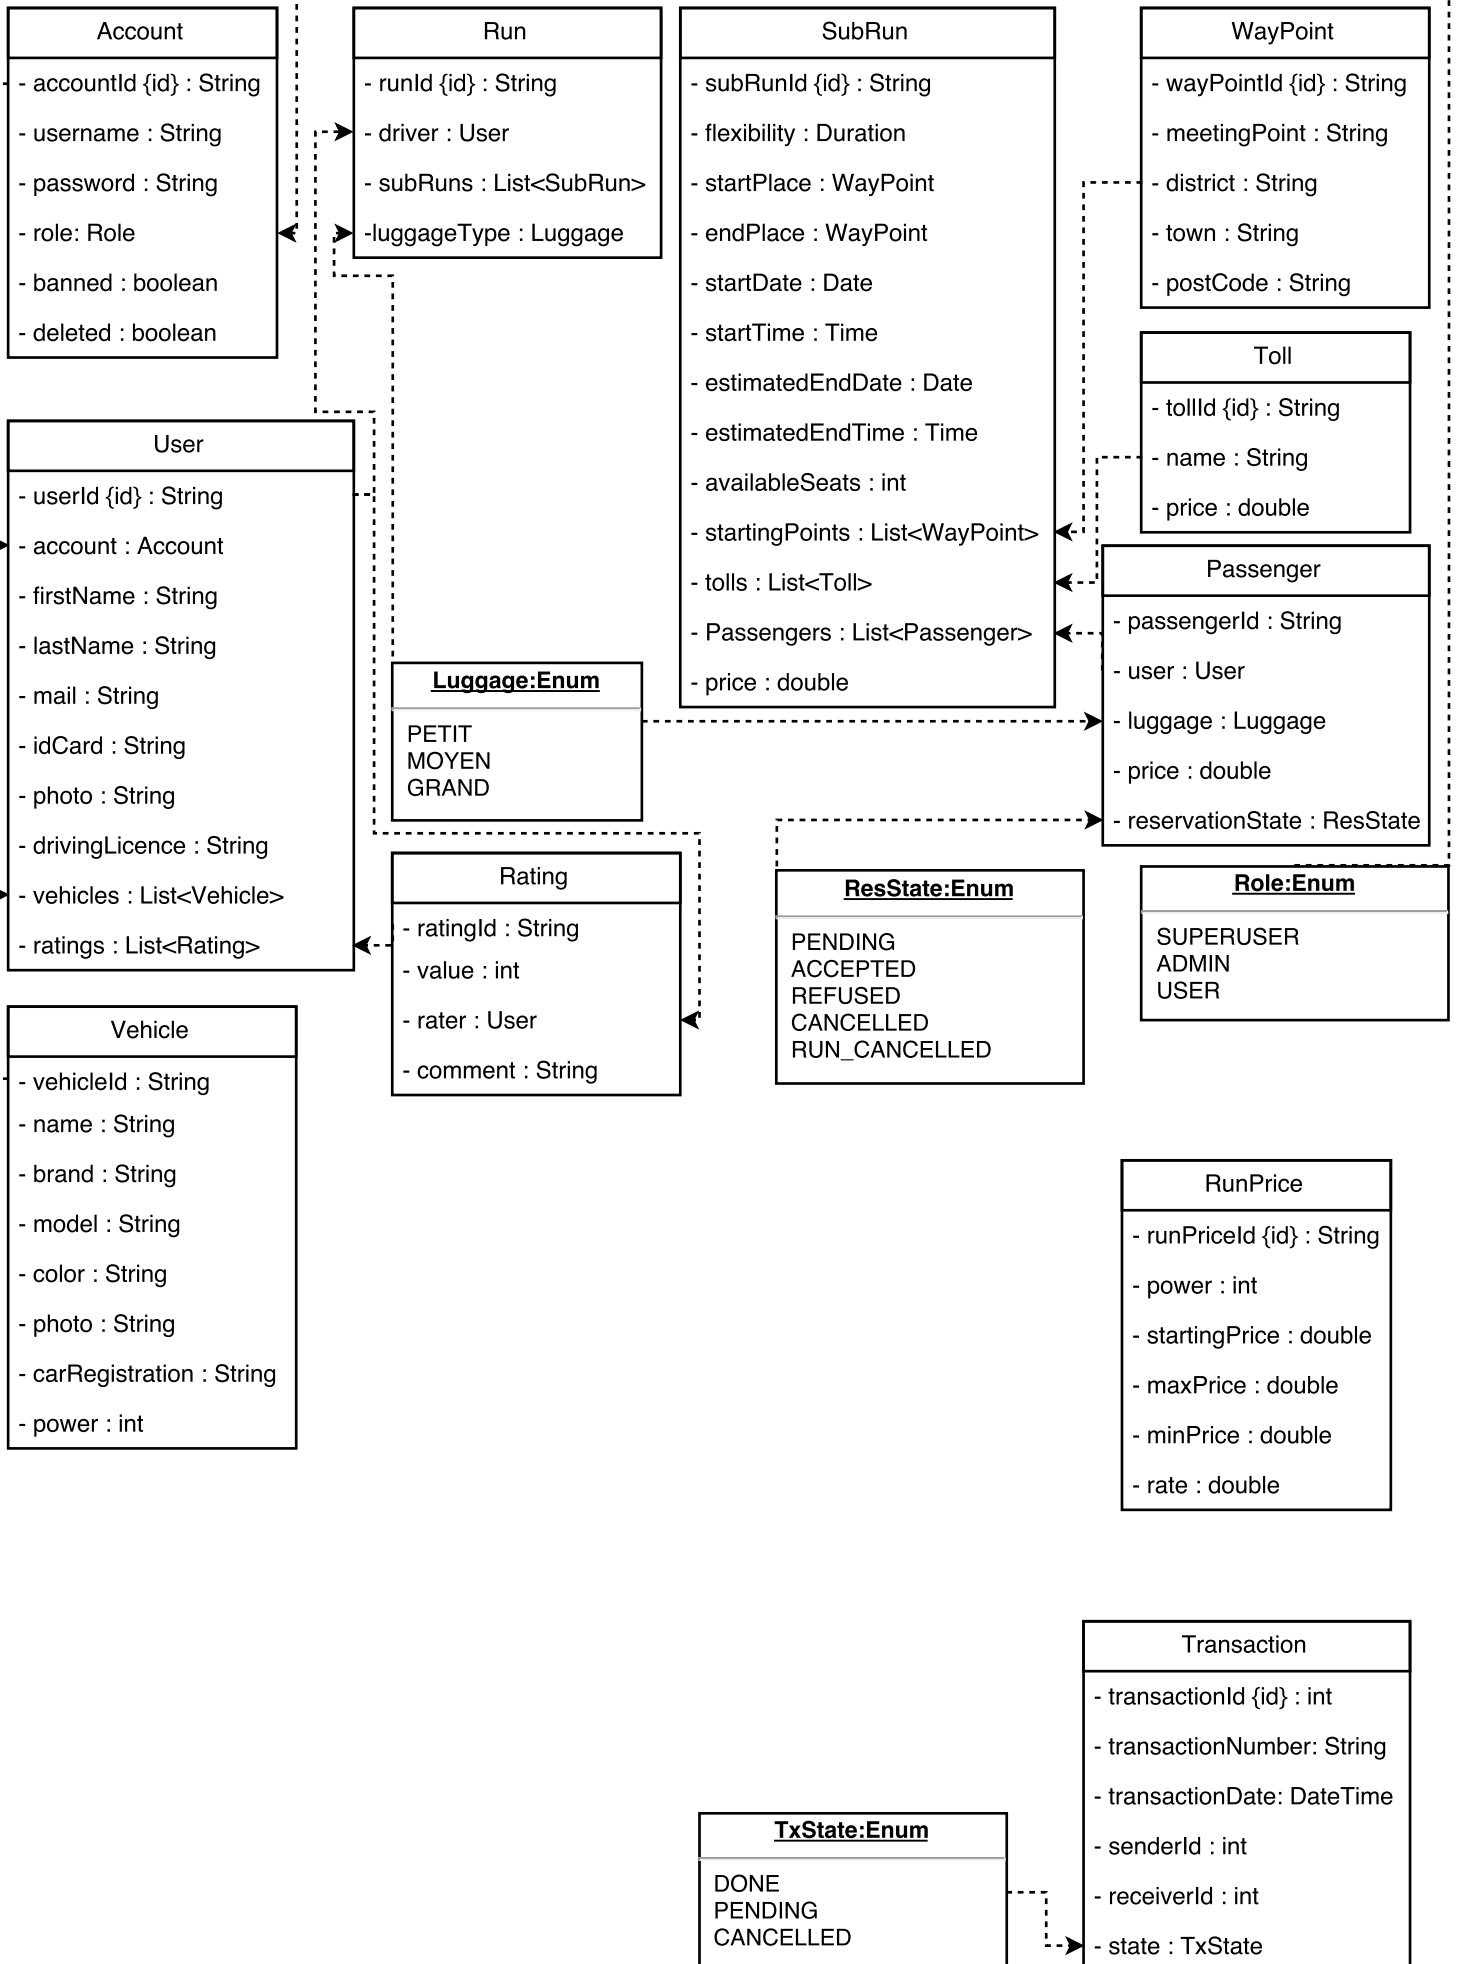 Account
- accountId {id} : String
- username : String
- password : String
- role: Role
- banned : boolean
- deleted : boolean
Run
- runId {id} : String
- driver : User
- subRuns : List<SubRun>
-luggageType : Luggage
SubRun
- subRunId {id} : String
- flexibility : Duration
- startPlace : WayPoint
- endPlace : WayPoint
- startDate : Date
- startTime : Time
- estimatedEndDate : Date
- estimatedEndTime : Time
- availableSeats : int
- startingPoints : List<WayPoint>
- tolls : List<Toll>
- Passengers : List<Passenger>
- price : double
WayPoint
- wayPointId {id} : String
- meetingPoint : String
- district : String
- town : String
- postCode : String
Toll
- tollId {id} : String
- name : String
- price : double
User
- userId {id} : String
- account : Account
- firstName : String
- lastName : String
- mail : String
- idCard : String
- photo : String
- drivingLicence : String
- vehicles : List<Vehicle>
- ratings : List<Rating>
Passenger
- passengerId : String
- user : User
- luggage : Luggage
- price : double
- reservationState : ResState
Luggage:Enum
PETIT
MOYEN
GRAND
Rating
- ratingId : String
- value : int
- rater : User
- comment : String
ResState:Enum
PENDING
ACCEPTED
REFUSED
CANCELLED
RUN_CANCELLED
Role:Enum
SUPERUSER
ADMIN
USER
Vehicle
- vehicleId : String
- name : String
- brand : String
- model : String
- color : String
- photo : String
- carRegistration : String
- power : int
RunPrice
- runPriceId {id} : String
- power : int
- startingPrice : double
- maxPrice : double
- minPrice : double
- rate : double
Transaction
- transactionId {id} : int
- transactionNumber: String
- transactionDate: DateTime
- senderId : int
- receiverId : int
- state : TxState
TxState:Enum
DONE
PENDING
CANCELLED